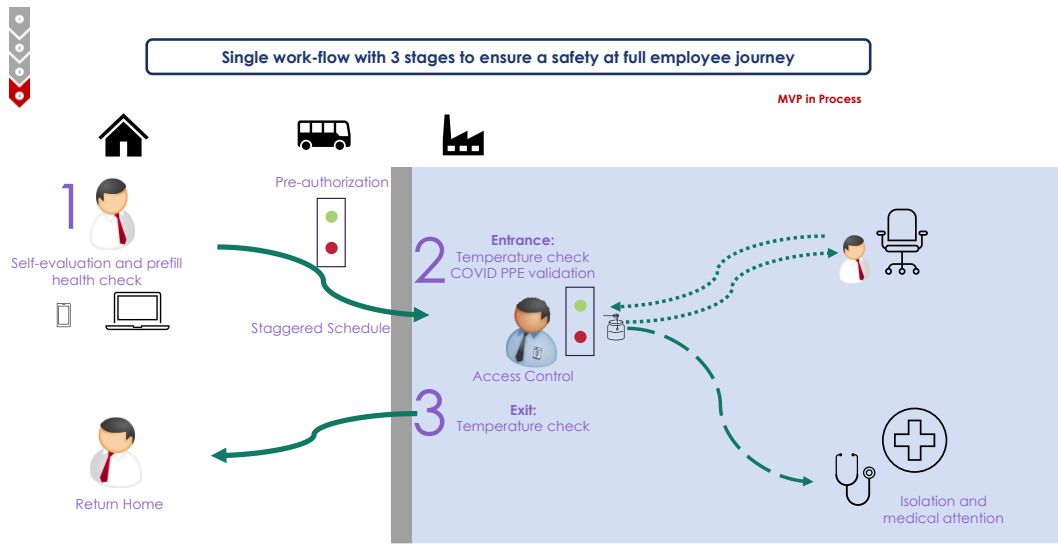 Single work-flow with 3 stages to ensure a safety at full employee journey
MVP in Process
1
Self-evaluation and prefill
health check
Pre-authorization
Staggered Schedule
2
Entrance:
Temperature check
COVID PPE validation
Access Control
3
Exit:
Temperature check
Return Home
Isolation and
medical attention